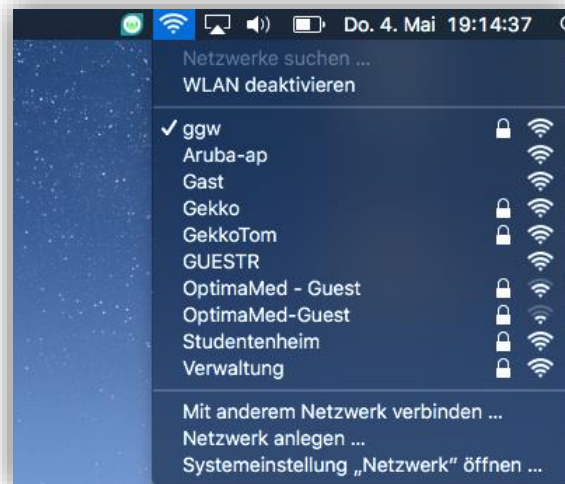 Do. 4. Mai 19:14:37
Netzwerke suchen ...
WLAN deaktivieren
ggw
Aruba-ap
Gast
Gekko
GekkoTom
GUESTR
OptimaMed - Guest
OptimaMed-Guest
Studentenheim
Verwaltung
Mit anderem Netzwerk verbinden ...
Netzwerk anlegen ...
Systemeinstellung „Netzwerk“ öffnen ...